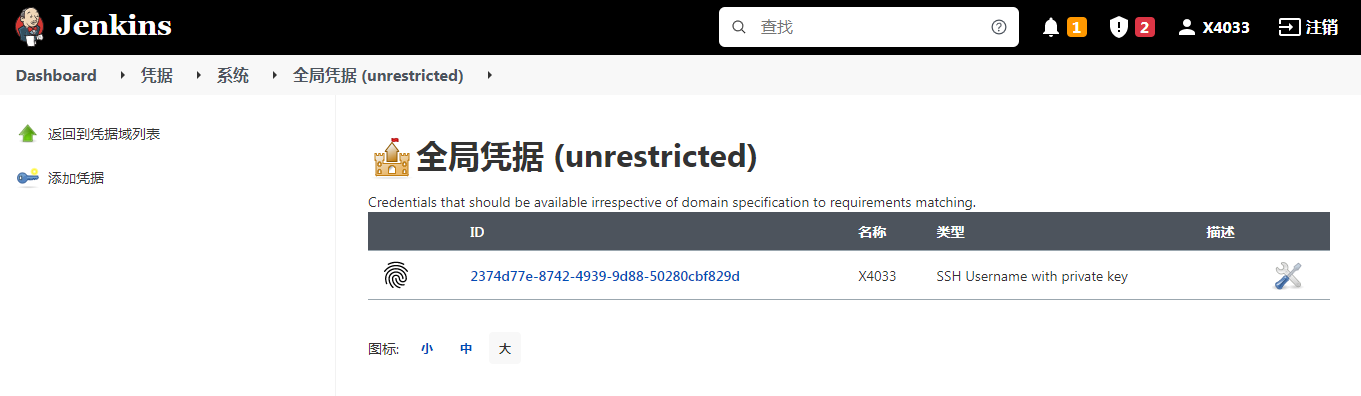 Jenkins 查找 1 2 X4033 注销
Dashboard 凭据 系统 全局凭据 (unrestricted)
返回到凭据域列表
添加凭据
全局凭据 (unrestricted)
Credentials that should be available irrespective of domain specification to requirements matching.
ID 名称 类型 描述
2374d77e-8742-4939-9d88-50280cbf829d X4033 SSH Username with private key
图标: 小 中 大